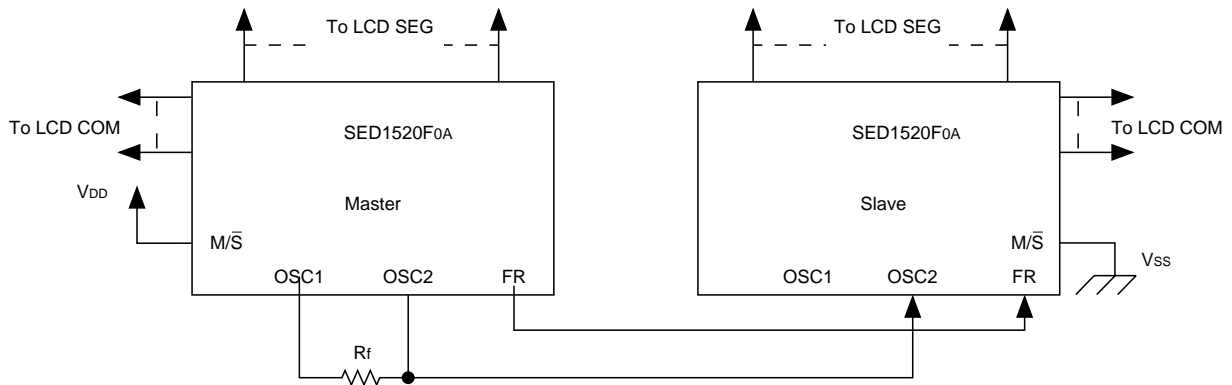 To LCD SEG
To LCD SEG
To LCD COM
SED1520F0A
SED1520F0A
To LCD COM
VDD
Master
Slave
M/S̅
M/S̅
VSS
OSC1 OSC2 FR
OSC1 OSC2 FR
Rf